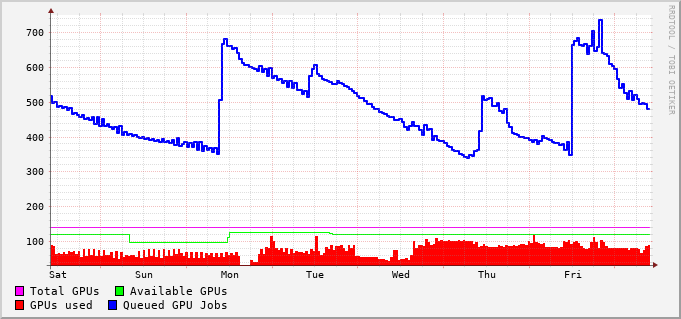 700
600
500
400
300
200
100
Sat Sun Mon Tue Wed Thu Fri
Total GPUs Available GPUs
GPUs used Queued GPU Jobs
RRDTOOL / TOBI OETIKER